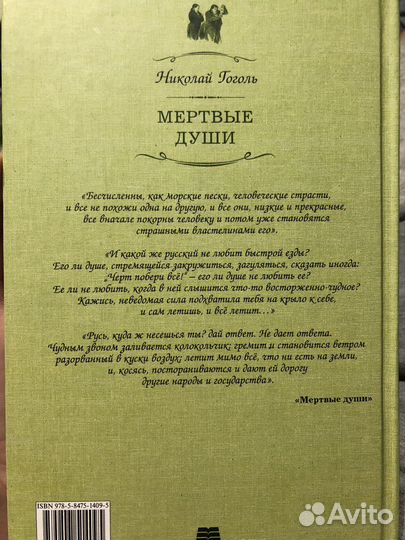 Николай Гоголь
МЕРТВЫЕ
ДУШИ
«Бесчисленны, как морские пески, человеческие страсти,
и все не похожи одна на другую, и все они, низкие и прекрасные,
все вначале покорны человеку и потом уже становятся
страшными властелинами его».
«И какой же русский не любит быстрой езды?
Его ли душе, стремящейся закружиться, загуляться, сказать иногда:
"Черт побери всё!" – его ли душе не любить ее?
Ее ли не любить, когда в ней слышится что-то восторженно-чудное?
Кажись, неведомая сила подхватила тебя на крыло к себе,
и сам летишь, и всё летит…»
«Русь, куда ж несешься ты? дай ответ. Не дает ответа.
Чудным звоном заливается колокольчик; гремит и становится ветром
разорванный в куски воздух; летит мимо всё, что ни есть на земли,
и, косясь, постораниваются и дают ей дорогу
другие народы и государства».
«Мертвые души»
ISBN 978-5-8475-1409-5
Avito